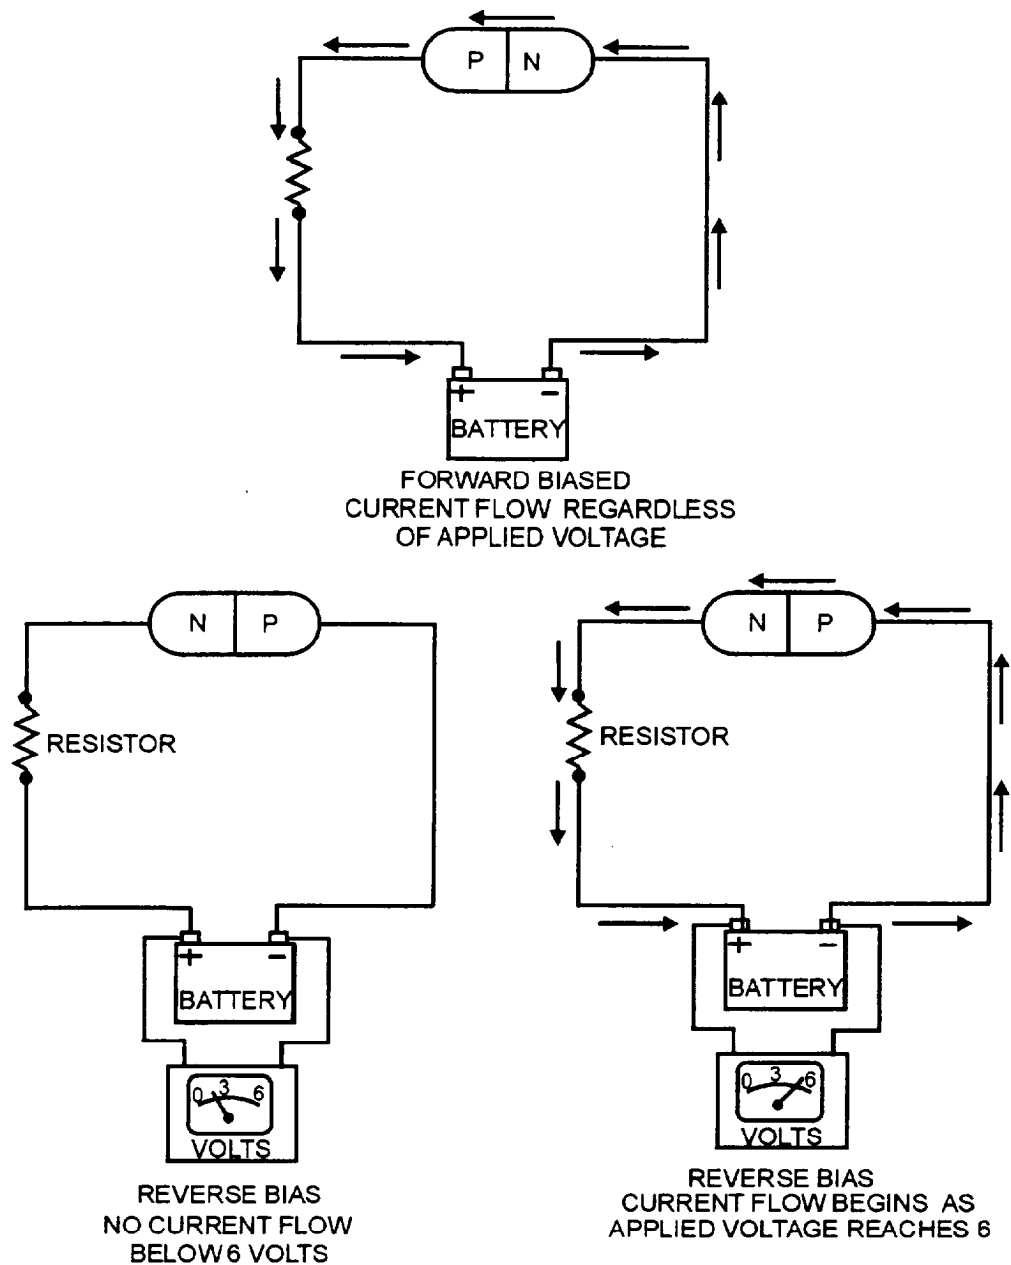 P N
+ −
BATTERY
FORWARD BIASED
CURRENT FLOW REGARDLESS
OF APPLIED VOLTAGE
N P
RESISTOR
+ −
BATTERY
0 3 6
VOLTS
REVERSE BIAS
NO CURRENT FLOW
BELOW 6 VOLTS
N P
RESISTOR
+ −
BATTERY
0 3 6
VOLTS
REVERSE BIAS
CURRENT FLOW BEGINS AS
APPLIED VOLTAGE REACHES 6